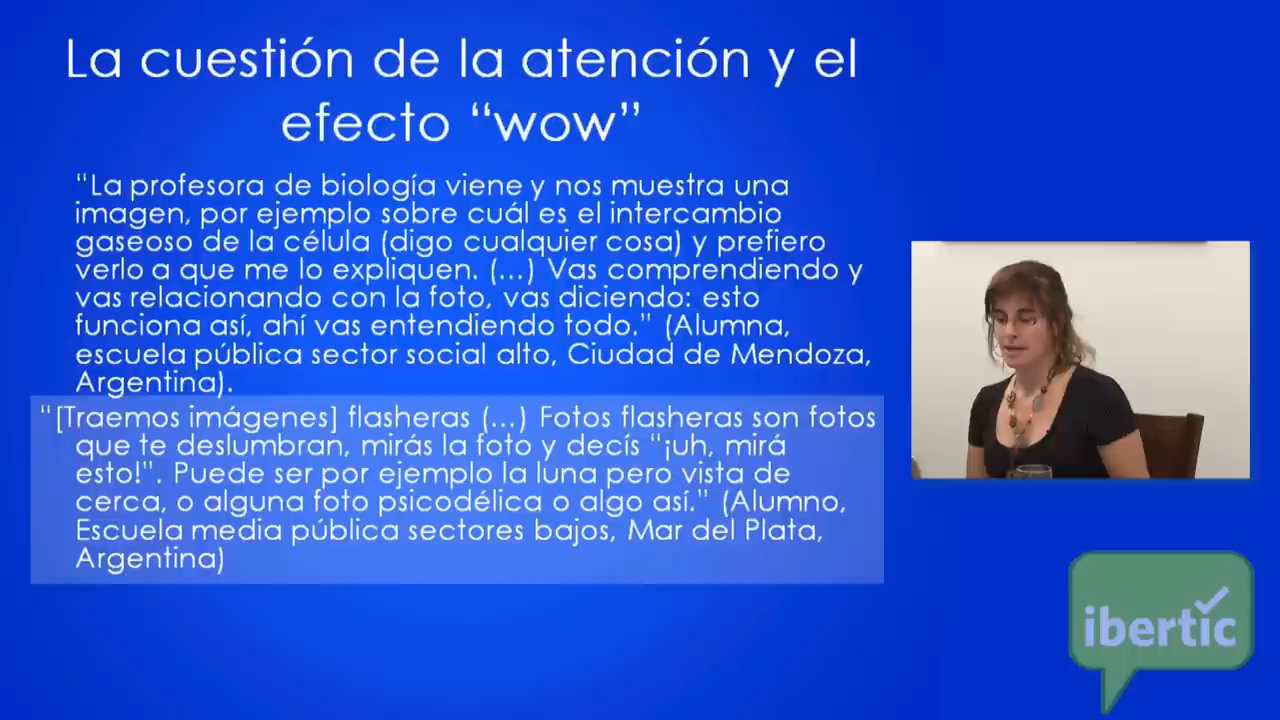 La cuestión de la atención y el
efecto “wow”
“La profesora de biología viene y nos muestra una
imagen, por ejemplo sobre cuál es el intercambio
gaseoso de la célula (digo cualquier cosa) y prefiero
verlo a que me lo expliquen. (...) Vas comprendiendo y
vas relacionando con la foto, vas diciendo: esto
funciona así, ahí vas entendiendo todo.” (Alumna,
escuela pública sector social alto, Ciudad de Mendoza,
Argentina).
“[Traemos imágenes] flasheras (...) Fotos flasheras son fotos
que te deslumbran, mirás la foto y decís “¡uh, mirá
esto!”. Puede ser por ejemplo la luna pero vista de
cerca, o alguna foto psicodélica o algo así.” (Alumno,
Escuela media pública sectores bajos, Mar del Plata,
Argentina)
ibertic